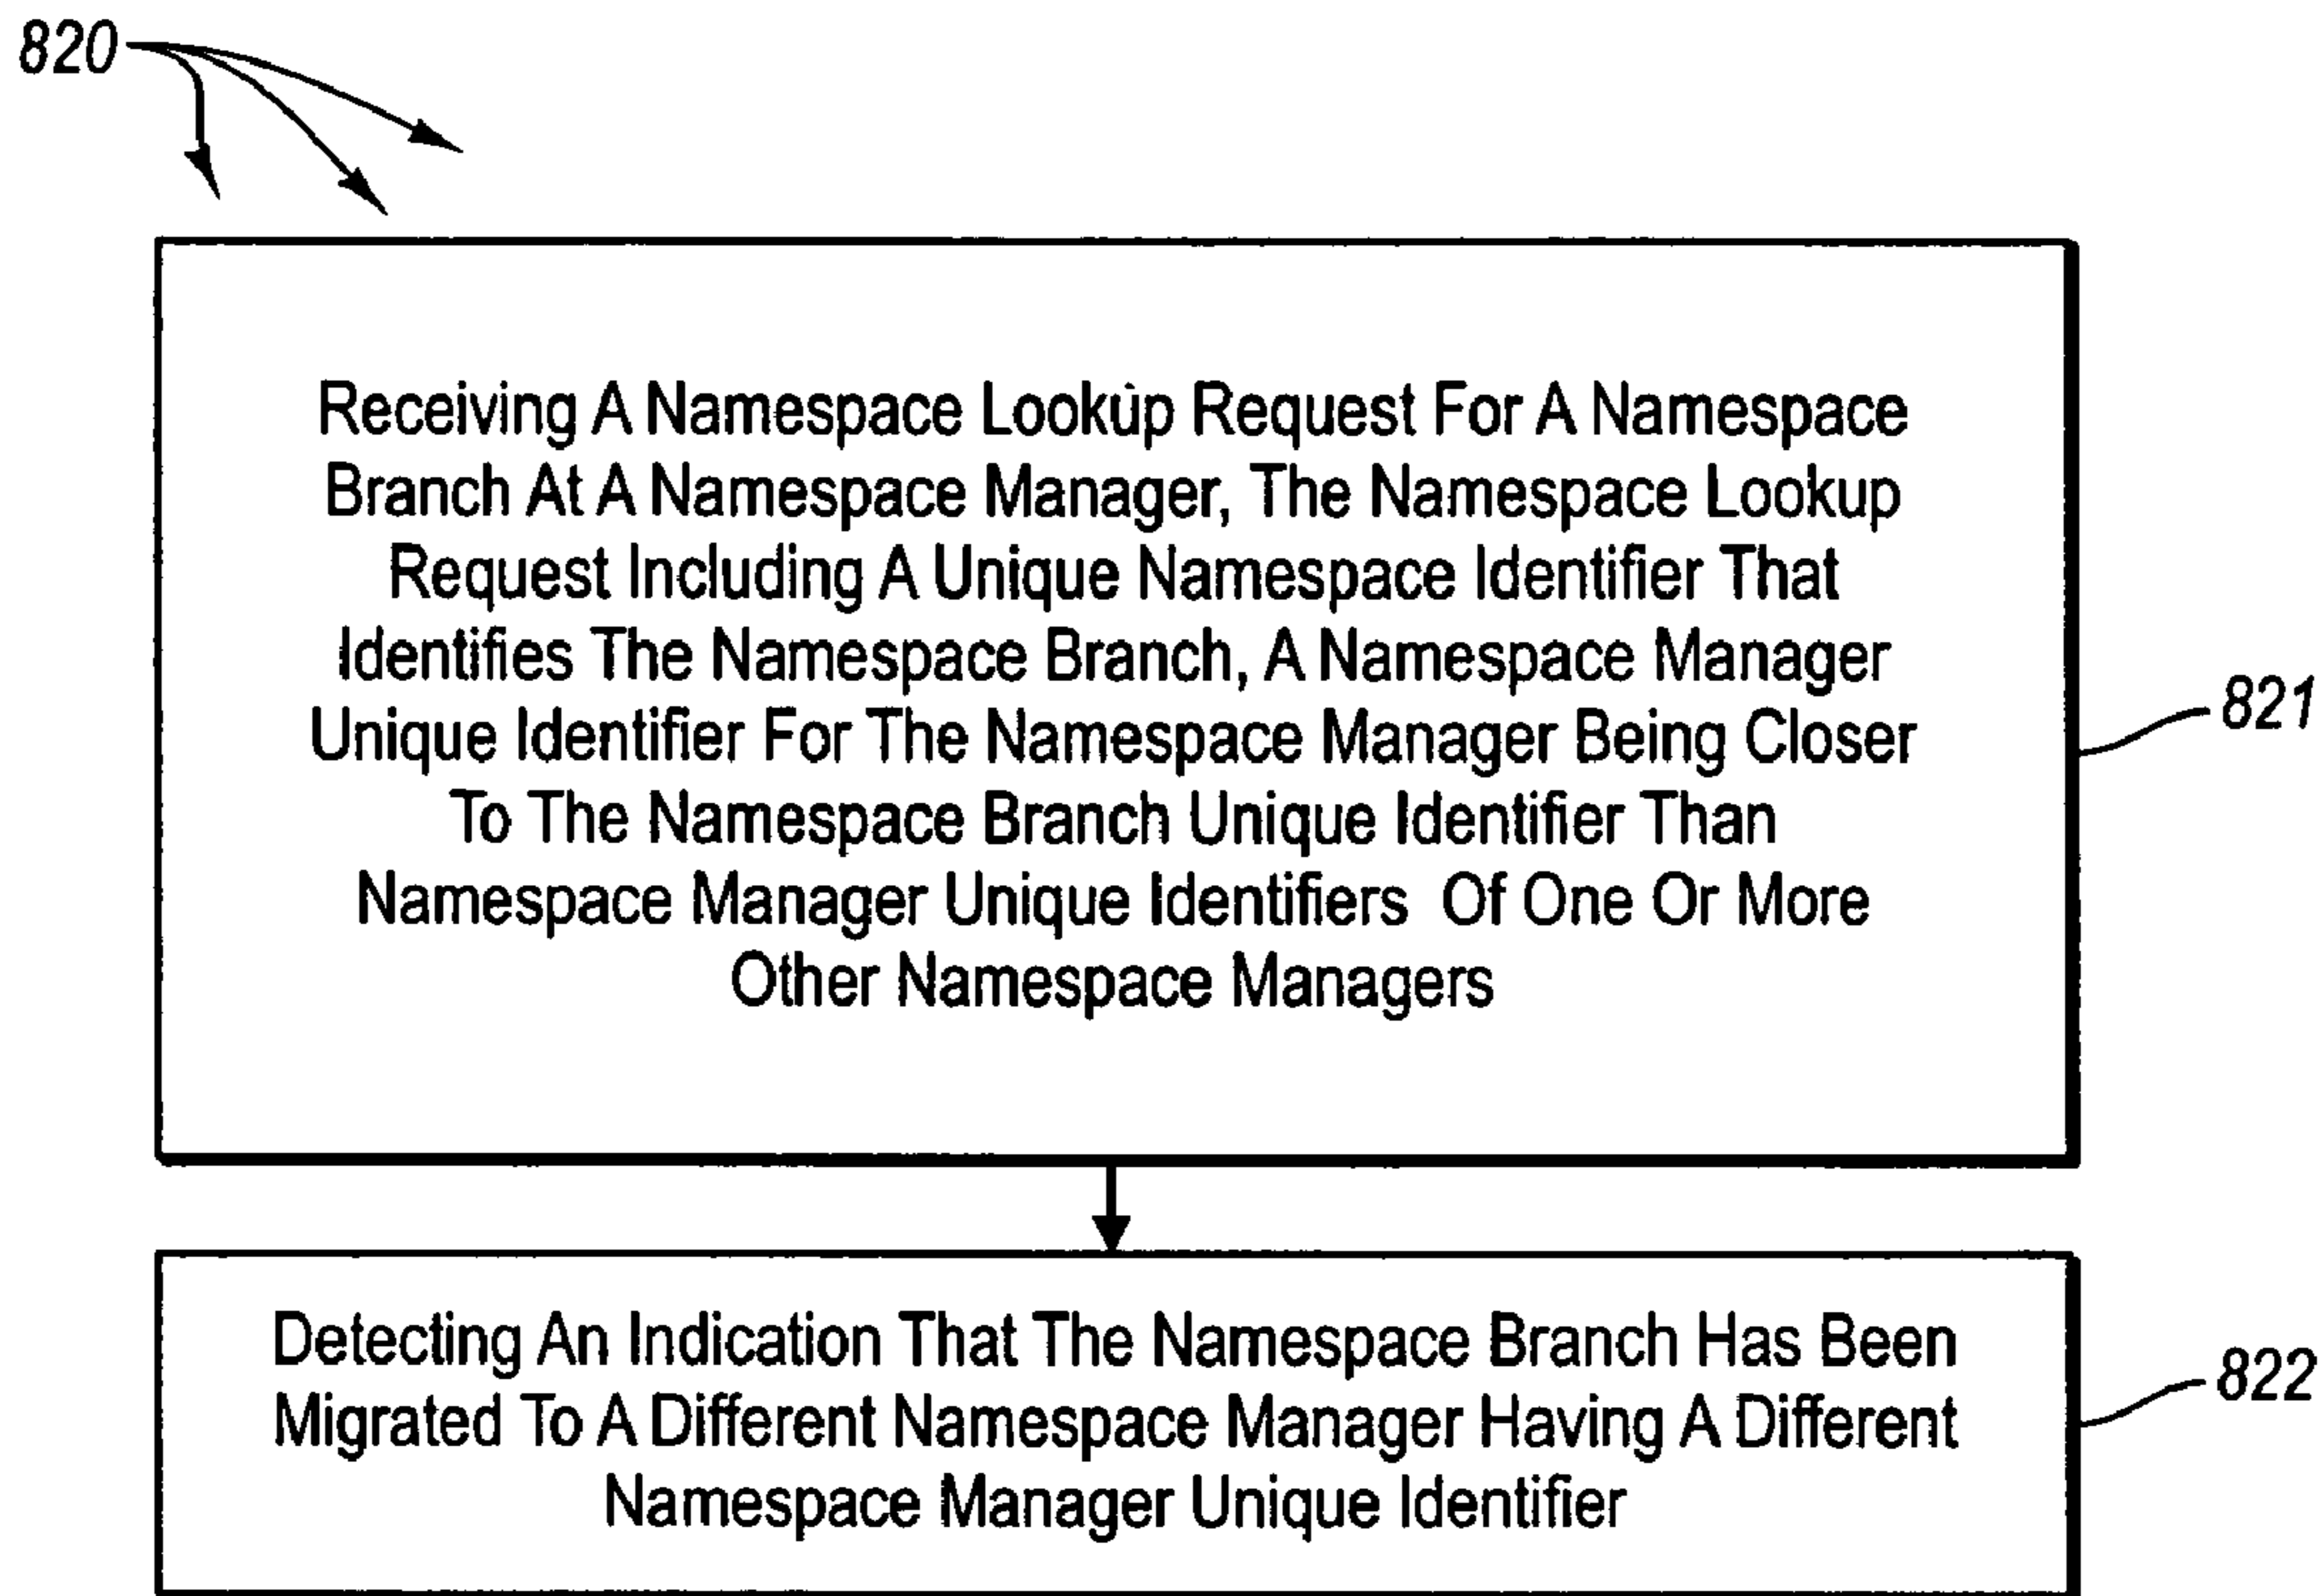 820
Receiving A Namespace Lookup Request For A Namespace
Branch At A Namespace Manager, The Namespace Lookup
Request Including A Unique Namespace Identifier That
Identifies The Namespace Branch, A Namespace Manager
Unique Identifier For The Namespace Manager Being Closer
To The Namespace Branch Unique Identifier Than
Namespace Manager Unique Identifiers Of One Or More
Other Namespace Managers
821
Detecting An Indication That The Namespace Branch Has Been
Migrated To A Different Namespace Manager Having A Different
Namespace Manager Unique Identifier
822